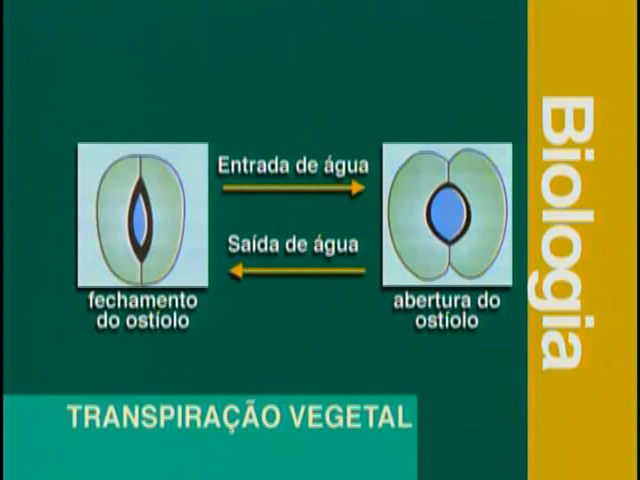 Entrada de água
Saída de água
fechamento
do ostíolo
abertura do
ostíolo
TRANSPIRAÇÃO VEGETAL
Biologia